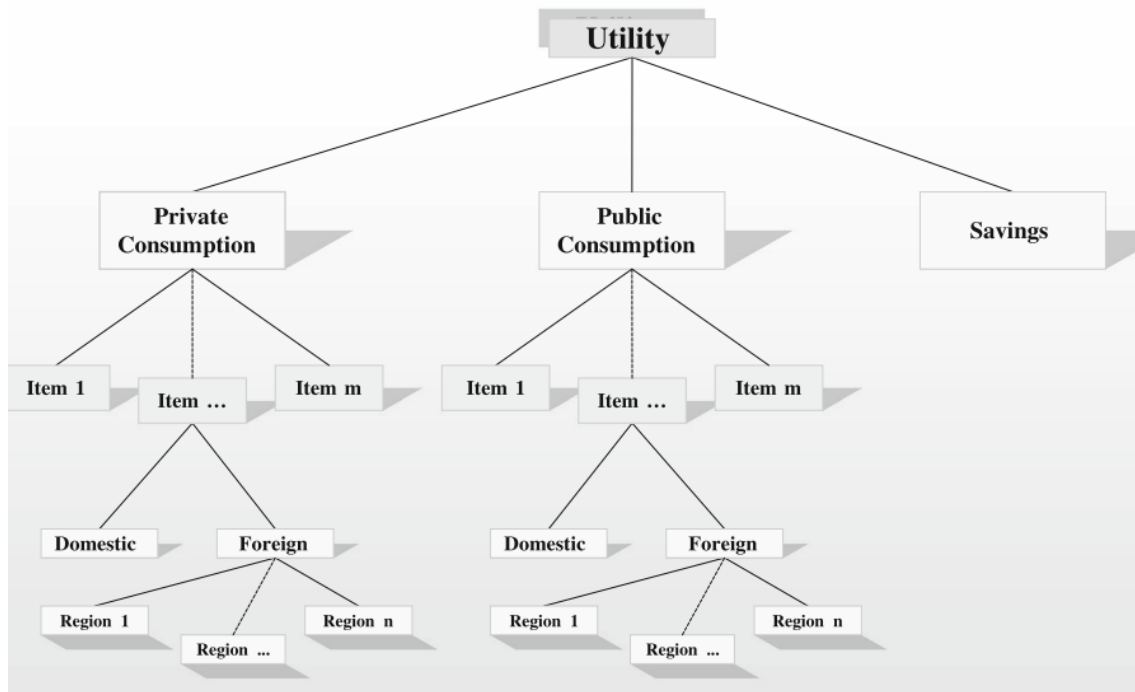 Utility
Private
Consumption
Public
Consumption
Savings
Item 1
Item ...
Item m
Item 1
Item ...
Item m
Domestic
Foreign
Domestic
Foreign
Region 1
Region ...
Region n
Region 1
Region ...
Region n